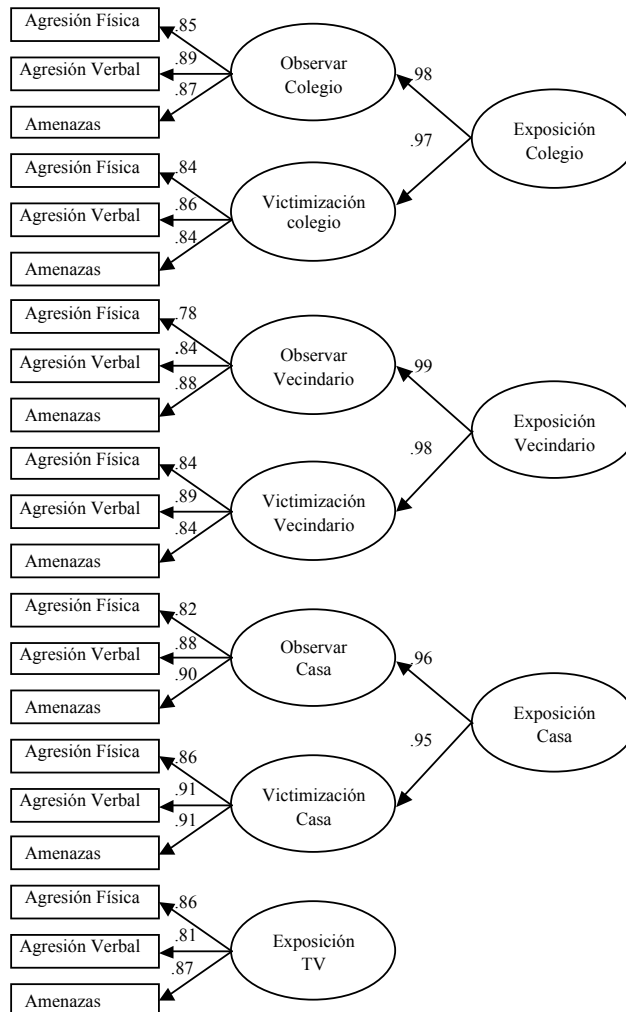 Agresión Física
.85
Observar
Colegio
.89
Agresión Verbal
.87
Amenazas
.98
Exposición
Colegio
.97
Agresión Física
.84
Victimización
colegio
.86
Agresión Verbal
.84
Amenazas
Agresión Física
.78
Observar
Vecindario
.84
Agresión Verbal
.88
Amenazas
.99
Exposición
Vecindario
.98
Agresión Física
.84
Victimización
Vecindario
.89
Agresión Verbal
.84
Amenazas
Agresión Física
.82
Observar
Casa
.88
Agresión Verbal
.90
Amenazas
.96
Exposición
Casa
.95
Agresión Física
.86
Victimización
Casa
.91
Agresión Verbal
.91
Amenazas
Agresión Física
.86
Exposición
TV
.81
Agresión Verbal
.87
Amenazas